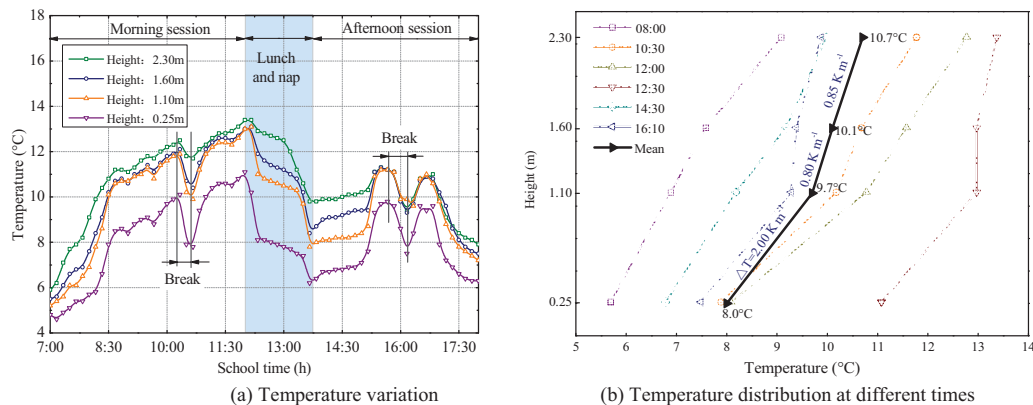 18
16
14
12
10
8
6
4
Temperature (°C)
Morning session
Afternoon session
Lunch
and nap
Height: 2.30m
Height: 1.60m
Height: 1.10m
Height: 0.25m
Break
Break
7:00 8:30 10:00 11:30 13:00 14:30 16:00 17:30
School time (h)
(a) Temperature variation
2.30
1.60
1.10
0.25
Height (m)
08:00
10:30
12:00
12:30
14:30
16:10
Mean
10.7°C
0.85 K m⁻¹
10.1°C
0.80 K m⁻¹
9.7°C
△T=2.00 K m⁻¹
8.0°C
5 6 7 8 9 10 11 12 13 14
Temperature (°C)
(b) Temperature distribution at different times